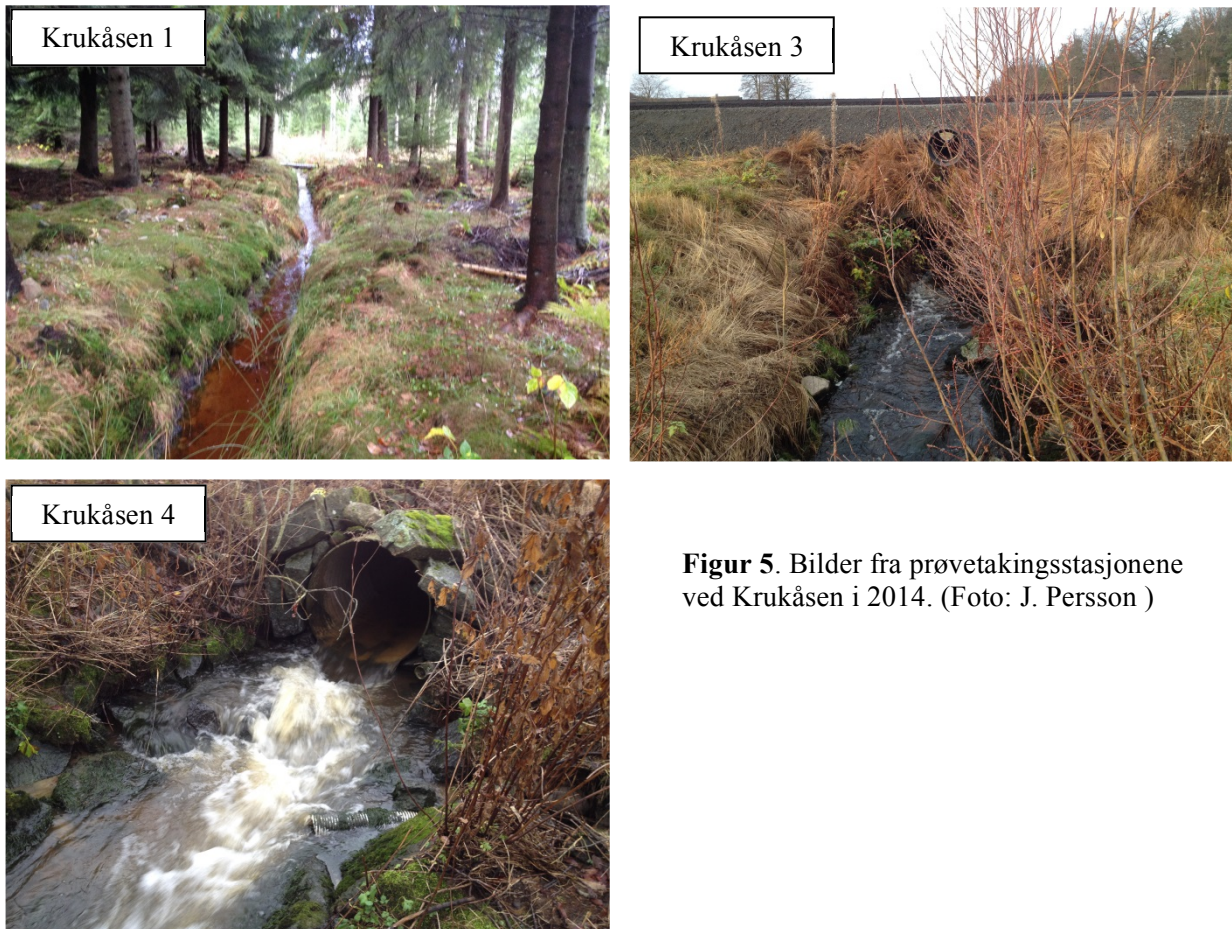 Krukåsen 1
Krukåsen 3
Krukåsen 4
Figur 5. Bilder fra prøvetakingsstasjonene
ved Krukåsen i 2014. (Foto: J. Persson )